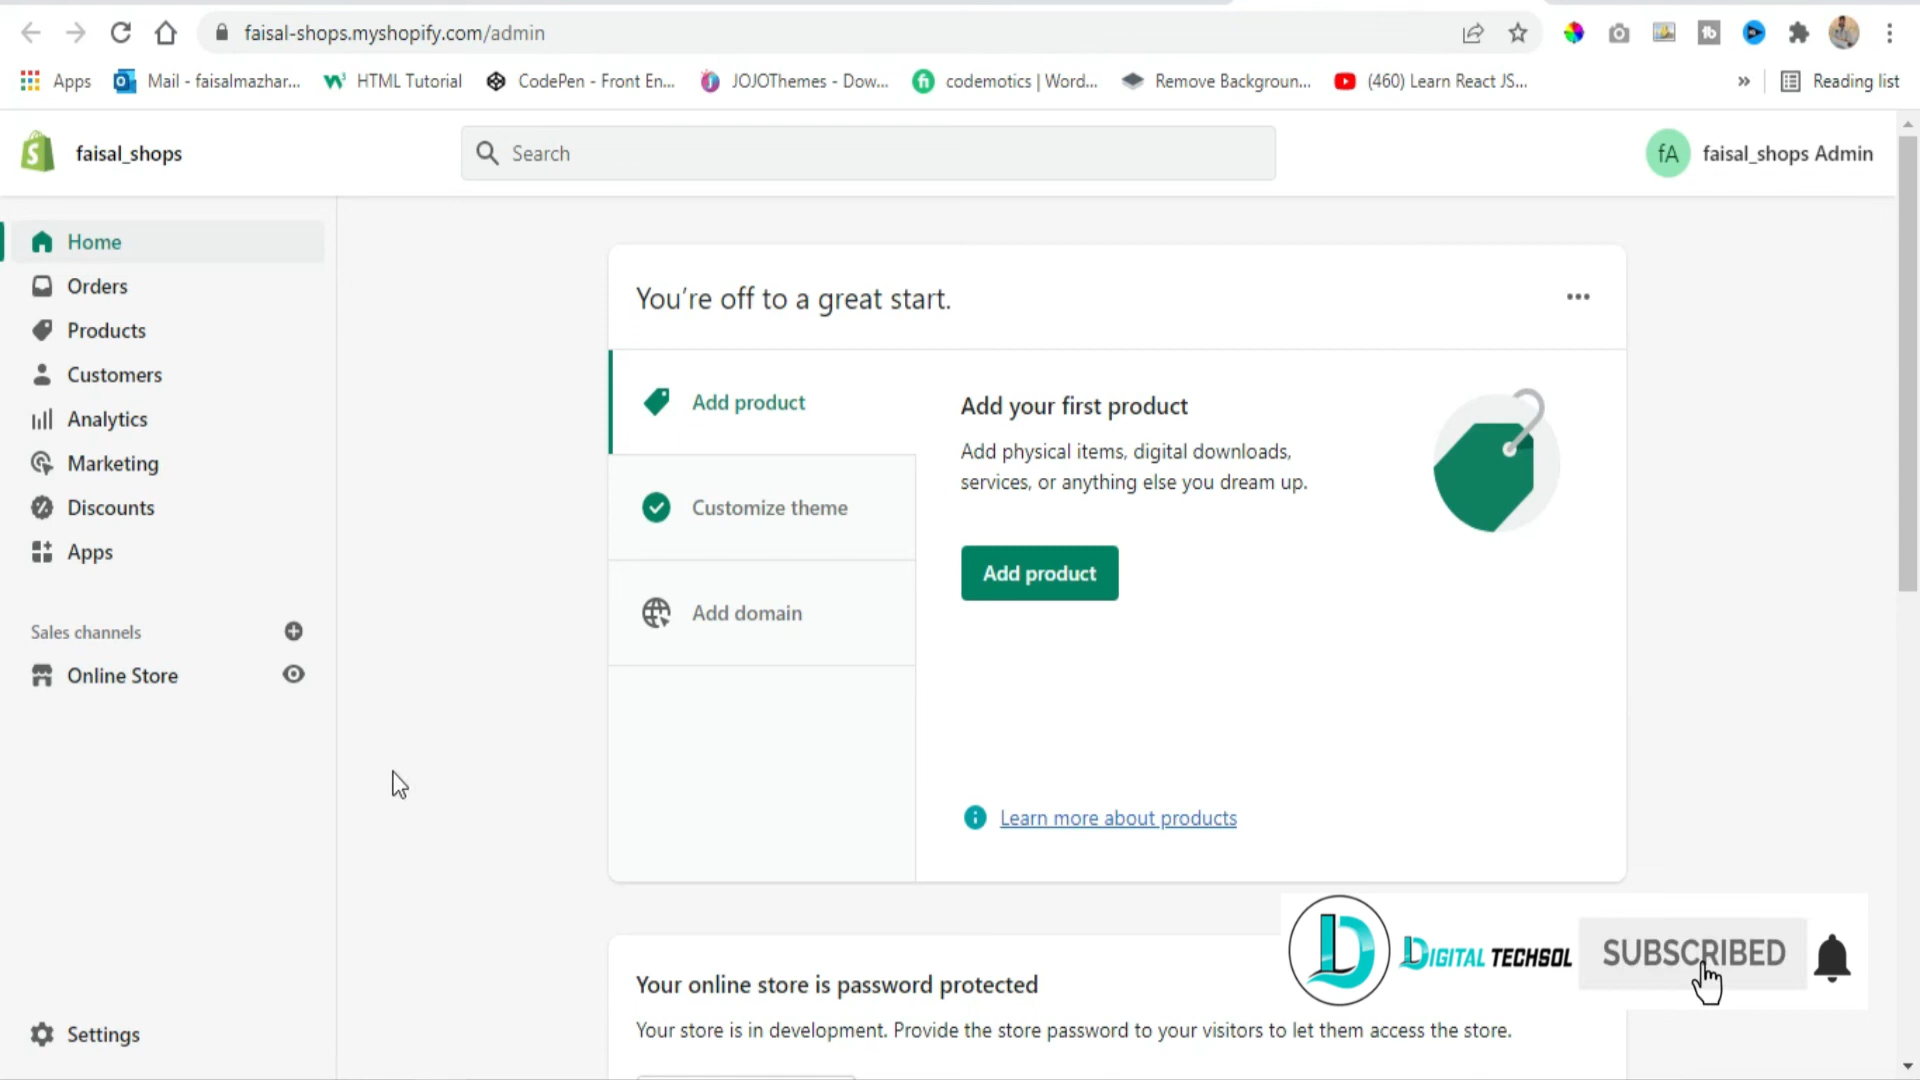 faisal-shops.myshopify.com/admin
Apps
Mail - faisalmazhar...
HTML Tutorial
CodePen - Front En...
JOJOThemes - Dow...
codemotics | Word...
Remove Backgroun...
(460) Learn React JS...
»
Reading list
faisal_shops
Search
fA
faisal_shops Admin
Home
Orders
Products
Customers
Analytics
Marketing
Discounts
Apps
Sales channels
Online Store
Settings
You're off to a great start.
Add product
Customize theme
Add domain
Add your first product
Add physical items, digital downloads,
services, or anything else you dream up.
Add product
Learn more about products
Your online store is password protected
Your store is in development. Provide the store password to your visitors to let them access the store.
DIGITAL TECHSOL
SUBSCRIBED